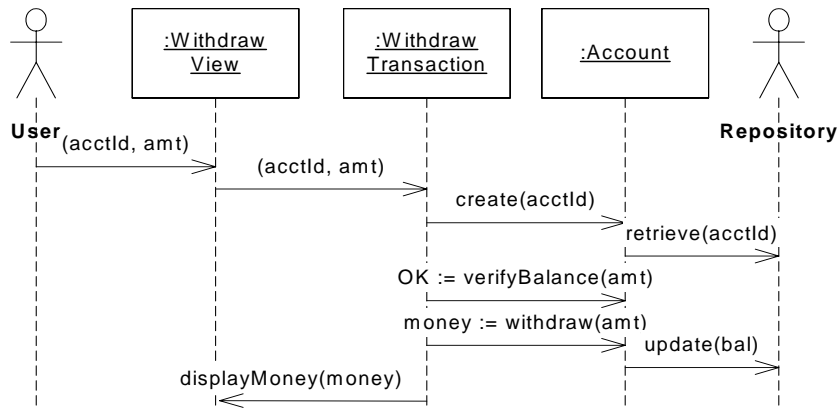 :Withdraw
View
:Withdraw
Transaction
:Account
User
Repository
(acctId, amt)
(acctId, amt)
create(acctId)
retrieve(acctId)
OK := verifyBalance(amt)
money := withdraw(amt)
update(bal)
displayMoney(money)